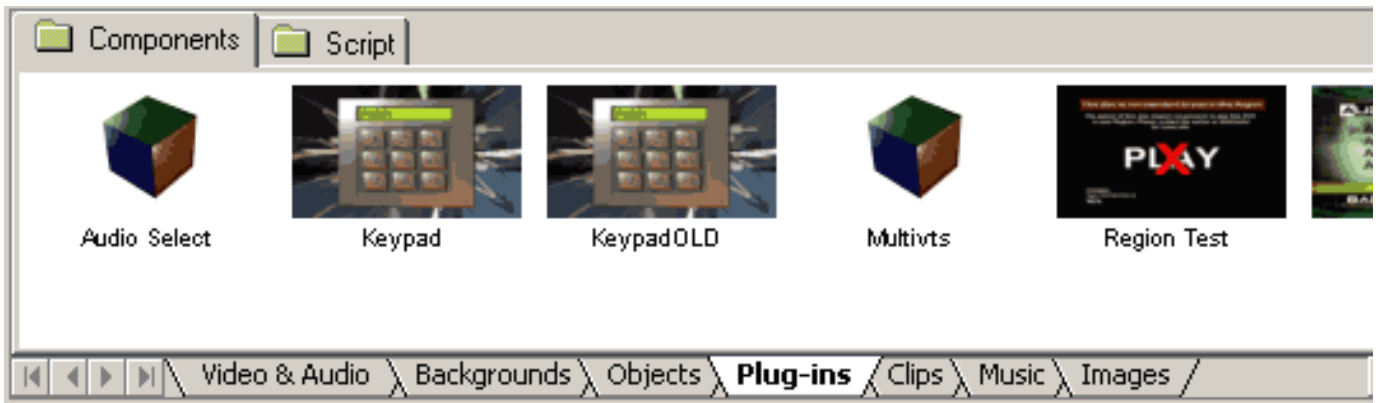 Components
Script
PLAY
Audio Select
Keypad
KeypadOLD
Multivts
Region Test
Video & Audio
Backgrounds
Objects
Plug-ins
Clips
Music
Images